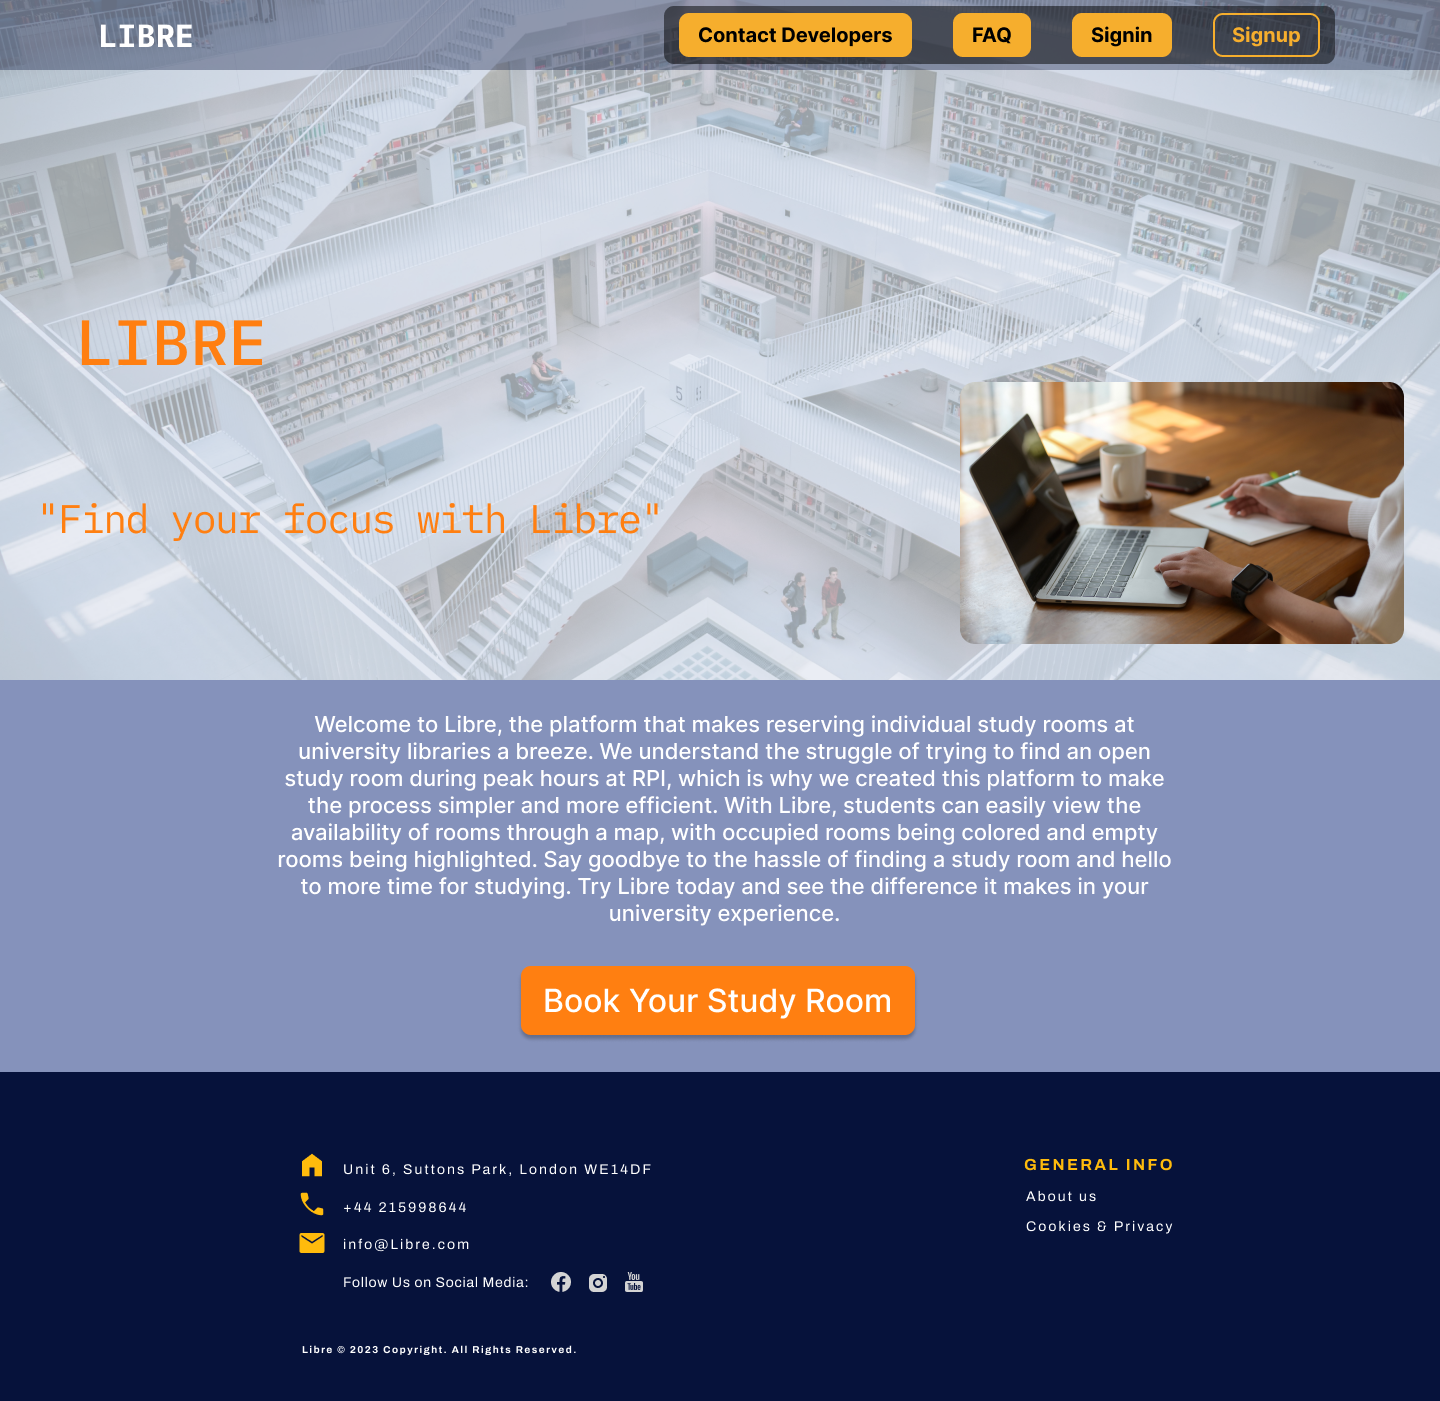 LIBRE
Contact Developers
FAQ
Signin
Signup
LIBRE
"Find your focus with Libre"
Welcome to Libre, the platform that makes reserving individual study rooms at
university libraries a breeze. We understand the struggle of trying to find an open
study room during peak hours at RPI, which is why we created this platform to make
the process simpler and more efficient. With Libre, students can easily view the
availability of rooms through a map, with occupied rooms being colored and empty
rooms being highlighted. Say goodbye to the hassle of finding a study room and hello
to more time for studying. Try Libre today and see the difference it makes in your
university experience.
Book Your Study Room
Unit 6, Suttons Park, London WE14DF
+44 215998644
info@Libre.com
Follow Us on Social Media:
You
Tube
GENERAL INFO
About us
Cookies & Privacy
Libre © 2023 Copyright. All Rights Reserved.